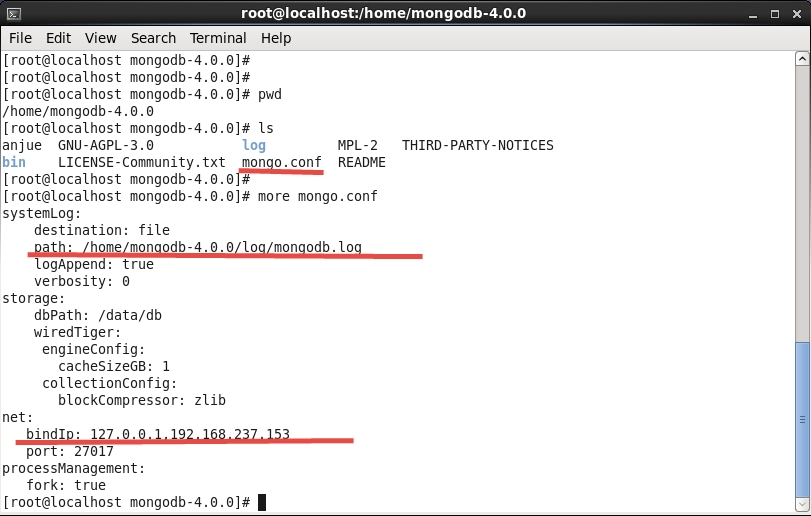 root@localhost:/home/mongodb-4.0.0
File Edit View Search Terminal Help
[root@localhost mongodb-4.0.0]#
[root@localhost mongodb-4.0.0]#
[root@localhost mongodb-4.0.0]# pwd
/home/mongodb-4.0.0
[root@localhost mongodb-4.0.0]# ls
anjue  GNU-AGPL-3.0           log         MPL-2   THIRD-PARTY-NOTICES
bin    LICENSE-Community.txt  mongo.conf  README
[root@localhost mongodb-4.0.0]#
[root@localhost mongodb-4.0.0]# more mongo.conf
systemLog:
    destination: file
    path: /home/mongodb-4.0.0/log/mongodb.log
    logAppend: true
    verbosity: 0
storage:
    dbPath: /data/db
    wiredTiger:
     engineConfig:
       cacheSizeGB: 1
     collectionConfig:
       blockCompressor: zlib
net:
   bindIp: 127.0.0.1,192.168.237.153
   port: 27017
processManagement:
   fork: true
[root@localhost mongodb-4.0.0]#